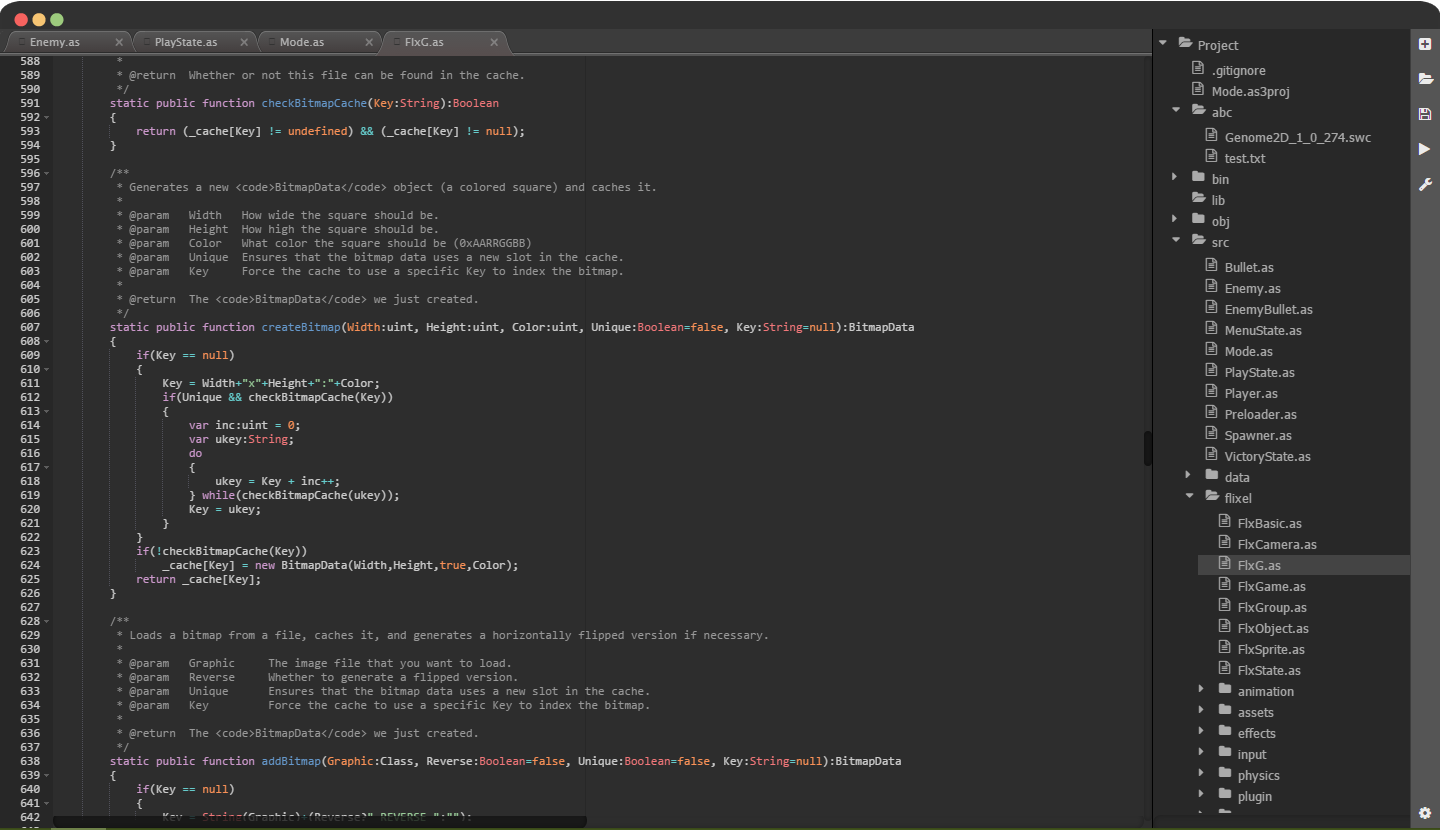 Enemy.as × PlayState.as × Mode.as × FlxG.as ×
588 *
589 * @return Whether or not this file can be found in the cache.
590 */
591 static public function checkBitmapCache(Key:String):Boolean
592 {
593 return (_cache[Key] != undefined) && (_cache[Key] != null);
594 }
595
596 /**
597 * Generates a new <code>BitmapData</code> object (a colored square) and caches it.
598 *
599 * @param Width How wide the square should be.
600 * @param Height How high the square should be.
601 * @param Color What color the square should be (0xAARRGGBB)
602 * @param Unique Ensures that the bitmap data uses a new slot in the cache.
603 * @param Key Force the cache to use a specific Key to index the bitmap.
604 *
605 * @return The <code>BitmapData</code> we just created.
606 */
607 static public function createBitmap(Width:uint, Height:uint, Color:uint, Unique:Boolean=false, Key:String=null):BitmapData
608 {
609 if(Key == null)
610 {
611 Key = Width+"x"+Height+":"+Color;
612 if(Unique && checkBitmapCache(Key))
613 {
614 var inc:uint = 0;
615 var ukey:String;
616 do
617 {
618 ukey = Key + inc++;
619 } while(checkBitmapCache(ukey));
620 Key = ukey;
621 }
622 }
623 if(!checkBitmapCache(Key))
624 _cache[Key] = new BitmapData(Width,Height,true,Color);
625 return _cache[Key];
626 }
627
628 /**
629 * Loads a bitmap from a file, caches it, and generates a horizontally flipped version if necessary.
630 *
631 * @param Graphic The image file that you want to load.
632 * @param Reverse Whether to generate a flipped version.
633 * @param Unique Ensures that the bitmap data uses a new slot in the cache.
634 * @param Key Force the cache to use a specific Key to index the bitmap.
635 *
636 * @return The <code>BitmapData</code> we just created.
637 */
638 static public function addBitmap(Graphic:Class, Reverse:Boolean=false, Unique:Boolean=false, Key:String=null):BitmapData
639 {
640 if(Key == null)
641 {
642 Key = String(Graphic)+(Reverse?"_REVERSE_":"");
Project
.gitignore
Mode.as3proj
abc
Genome2D_1_0_274.swc
test.txt
bin
lib
obj
src
Bullet.as
Enemy.as
EnemyBullet.as
MenuState.as
Mode.as
PlayState.as
Player.as
Preloader.as
Spawner.as
VictoryState.as
data
flixel
FlxBasic.as
FlxCamera.as
FlxG.as
FlxGame.as
FlxGroup.as
FlxObject.as
FlxSprite.as
FlxState.as
animation
assets
effects
input
physics
plugin